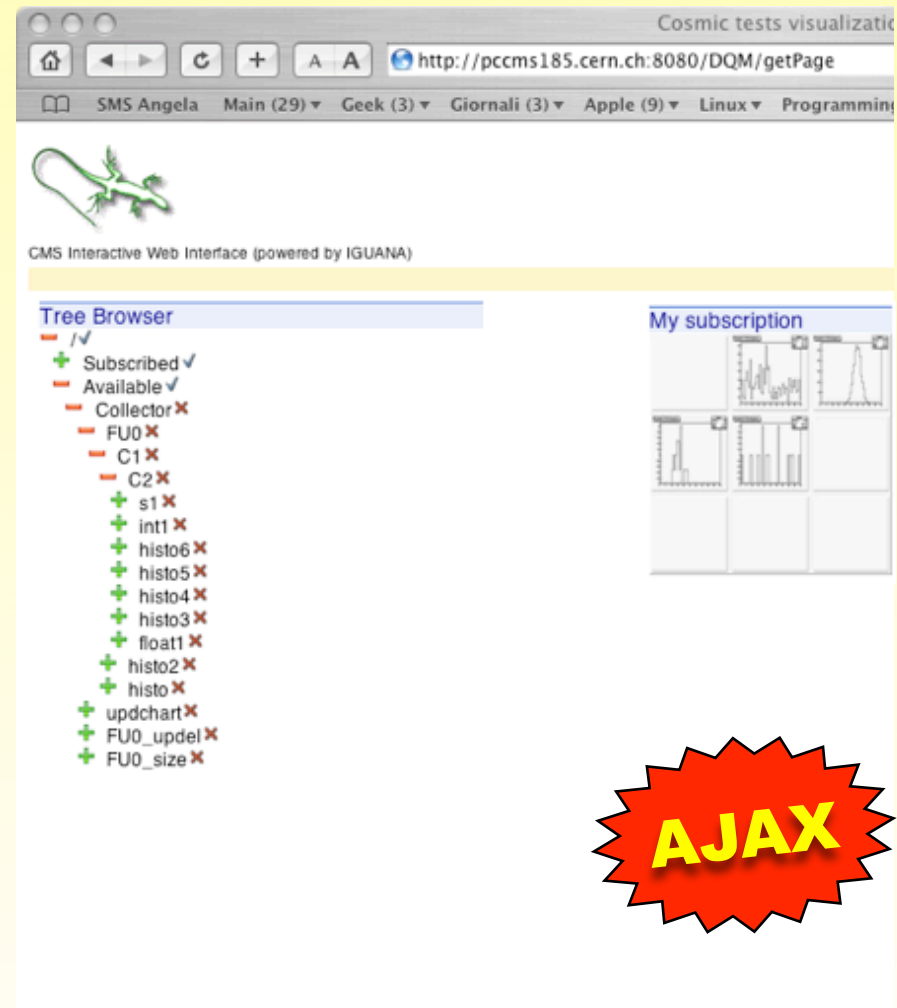 Cosmic tests visualizatic
A A http://pccms185.cern.ch:8080/DQM/getPage
SMS Angela Main (29) Geek (3) Giornali (3) Apple (9) Linux Programming
CMS Interactive Web Interface (powered by IGUANA)
Tree Browser
/
Subscribed
Available
Collector
FU0
C1
C2
s1
int1
histo6
histo5
histo4
histo3
float1
histo2
histo
updchart
FU0_updel
FU0_size
My subscription
AJAX